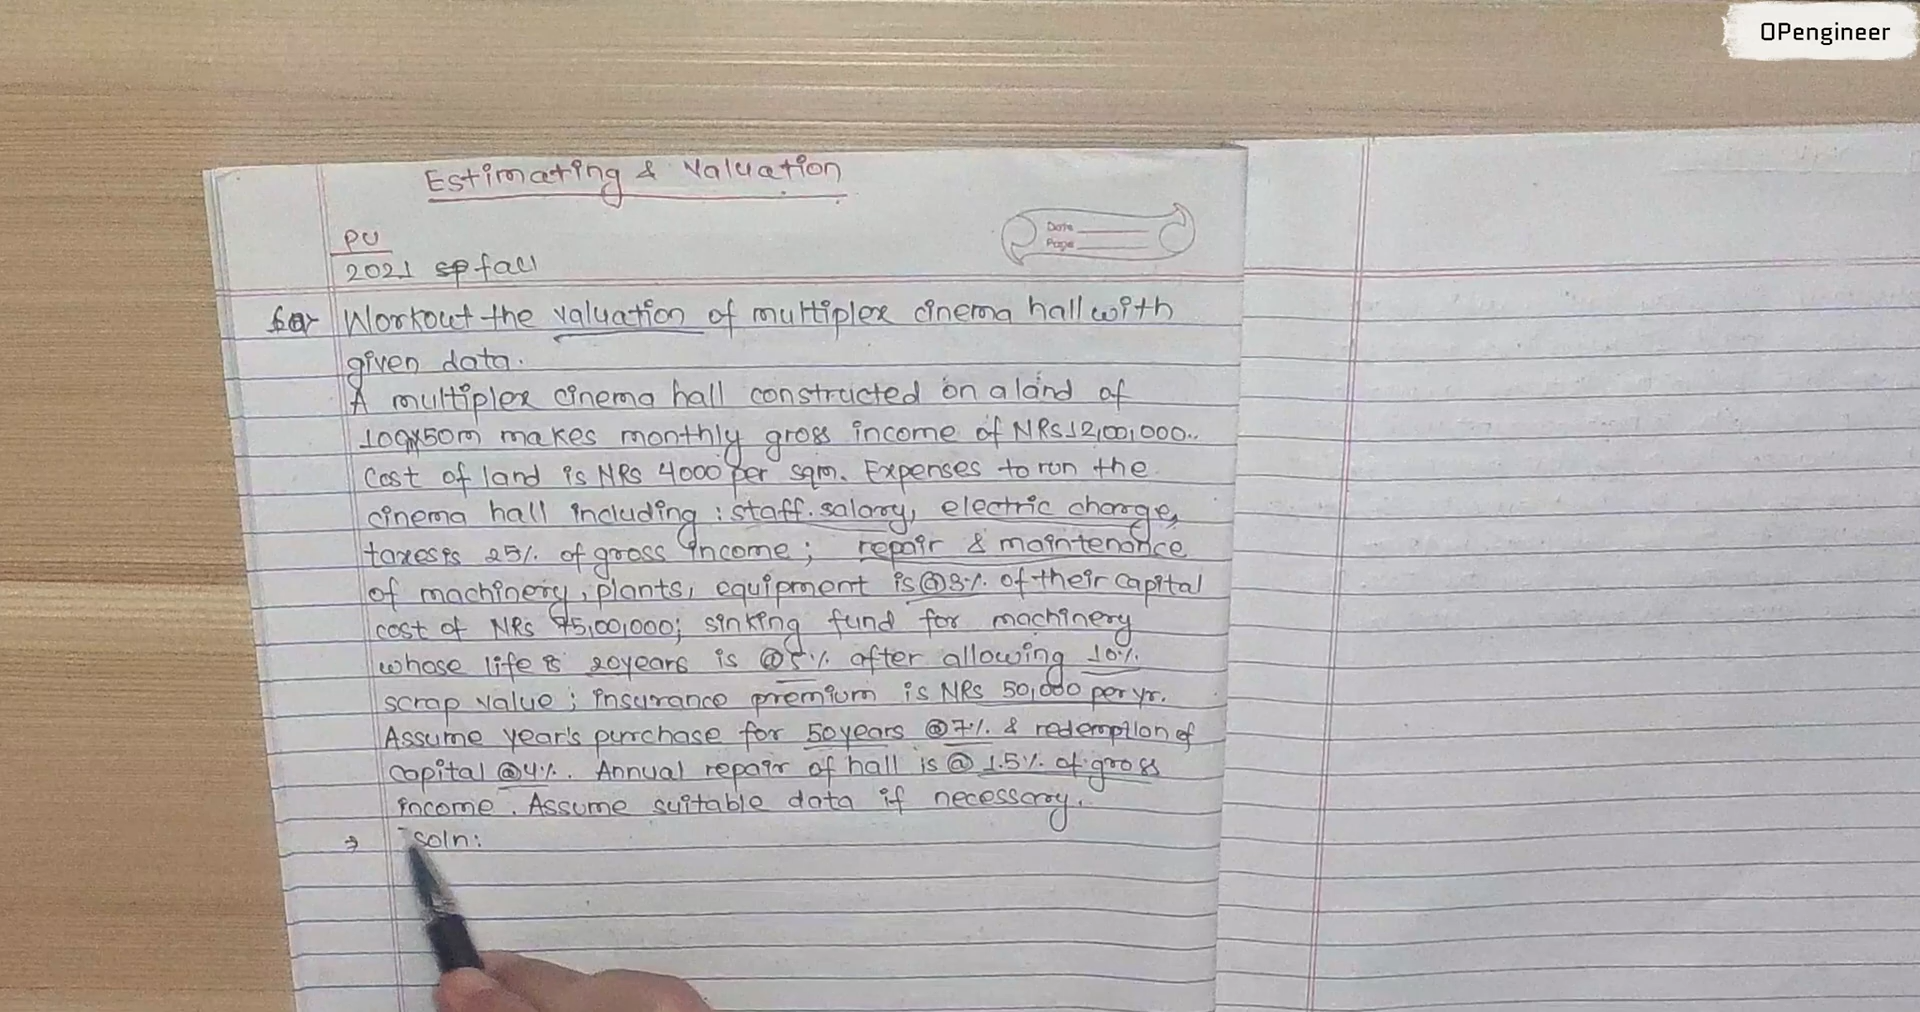 OPengineer
Estimating & Valuation
Date
Page
PU
2021 fall
Workout the valuation of multiplex cinema hall with
given data.
A multiplex cinema hall constructed on a land of
100x50m makes monthly gross income of NRs 12,00,000.
Cost of land is NRs 4000 per sqm. Expenses to run the
cinema hall including : staff salary, electric charge,
taxes is 25% of gross income ; repair & maintenance
of machinery, plants, equipment is @3% of their capital
cost of NRs 75,00,000; sinking fund for machinery
whose life is 20years is @5% after allowing 10%
scrap value ; insurance premium is NRs 50,000 per yr.
Assume year's purchase for 50years @7% & redemption of
capital @4%. Annual repair of hall is @ 1.5% of gross
income. Assume suitable data if necessary.
⇒ Soln: